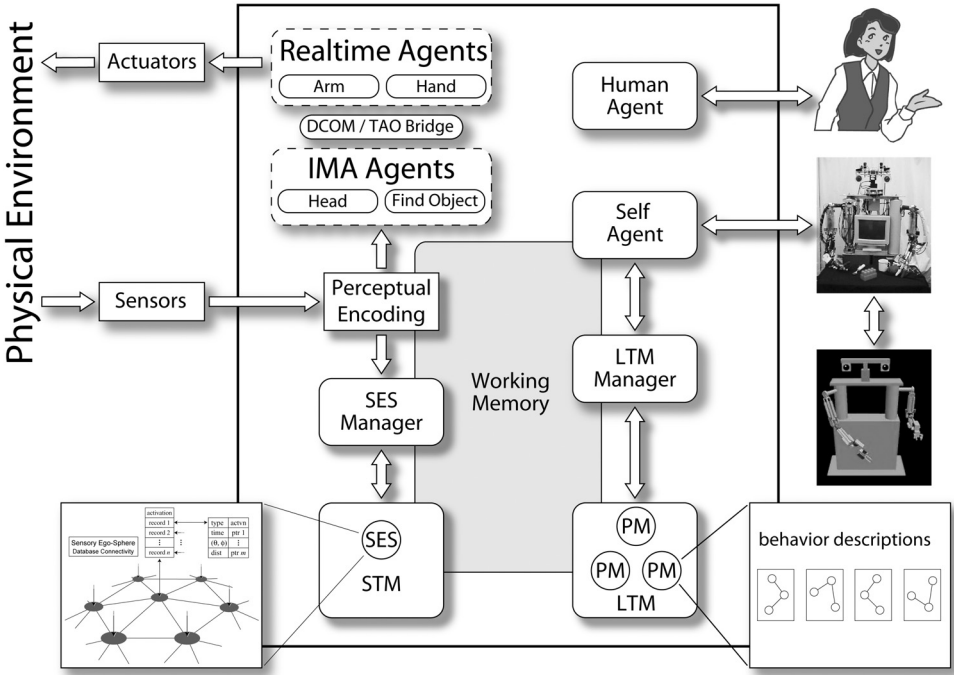 Physical Environment
Actuators
Sensors
Realtime Agents
Arm
Hand
DCOM / TAO Bridge
IMA Agents
Head
Find Object
Perceptual
Encoding
SES
Manager
SES
STM
Working
Memory
Human
Agent
Self
Agent
LTM
Manager
PM
PM
PM
LTM
Sensory Ego-Sphere
Database Connectivity
activation
record 1
record 2
⋮
record n
type actvn
time ptr 1
(θ, φ) ⋮
dist ptr m
behavior descriptions